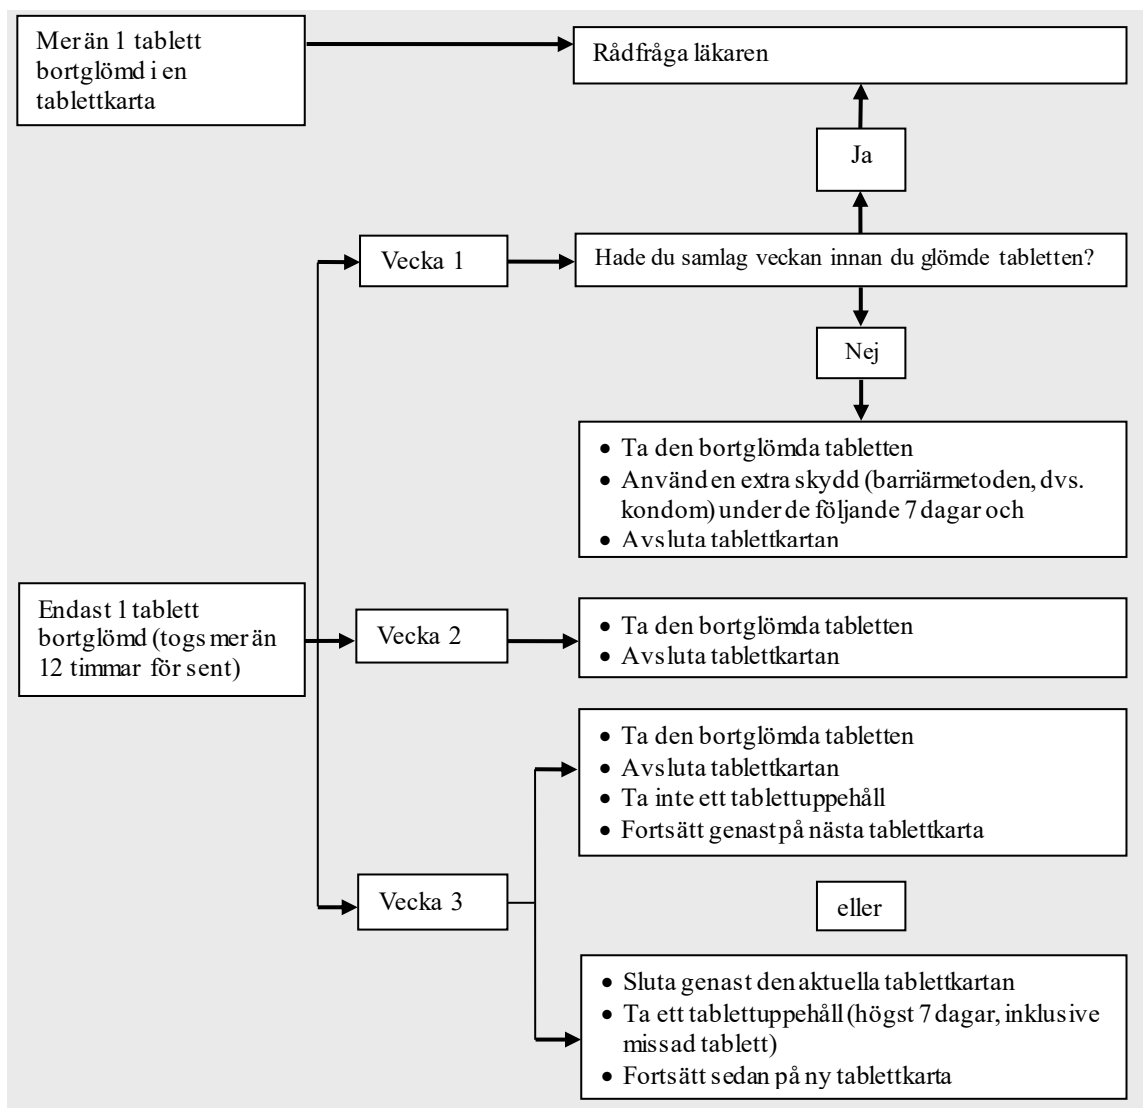 Mer än 1 tablett
bortglömd i en
tablettkarta
Rådfråga läkaren
Ja
Vecka 1
Hade du samlag veckan innan du glömde tabletten?
Nej
• Ta den bortglömda tabletten
• Använd en extra skydd (barriärmetoden, dvs.
kondom) under de följande 7 dagar och
• Avsluta tablettkartan
Endast 1 tablett
bortglömd (togs mer än
12 timmar för sent)
Vecka 2
• Ta den bortglömda tabletten
• Avsluta tablettkartan
Vecka 3
• Ta den bortglömda tabletten
• Avsluta tablettkartan
• Ta inte ett tablettuppehåll
• Fortsätt genast på nästa tablettkarta
eller
• Sluta genast den aktuella tablettkartan
• Ta ett tablettuppehåll (högst 7 dagar, inklusive
missad tablett)
• Fortsätt sedan på ny tablettkarta